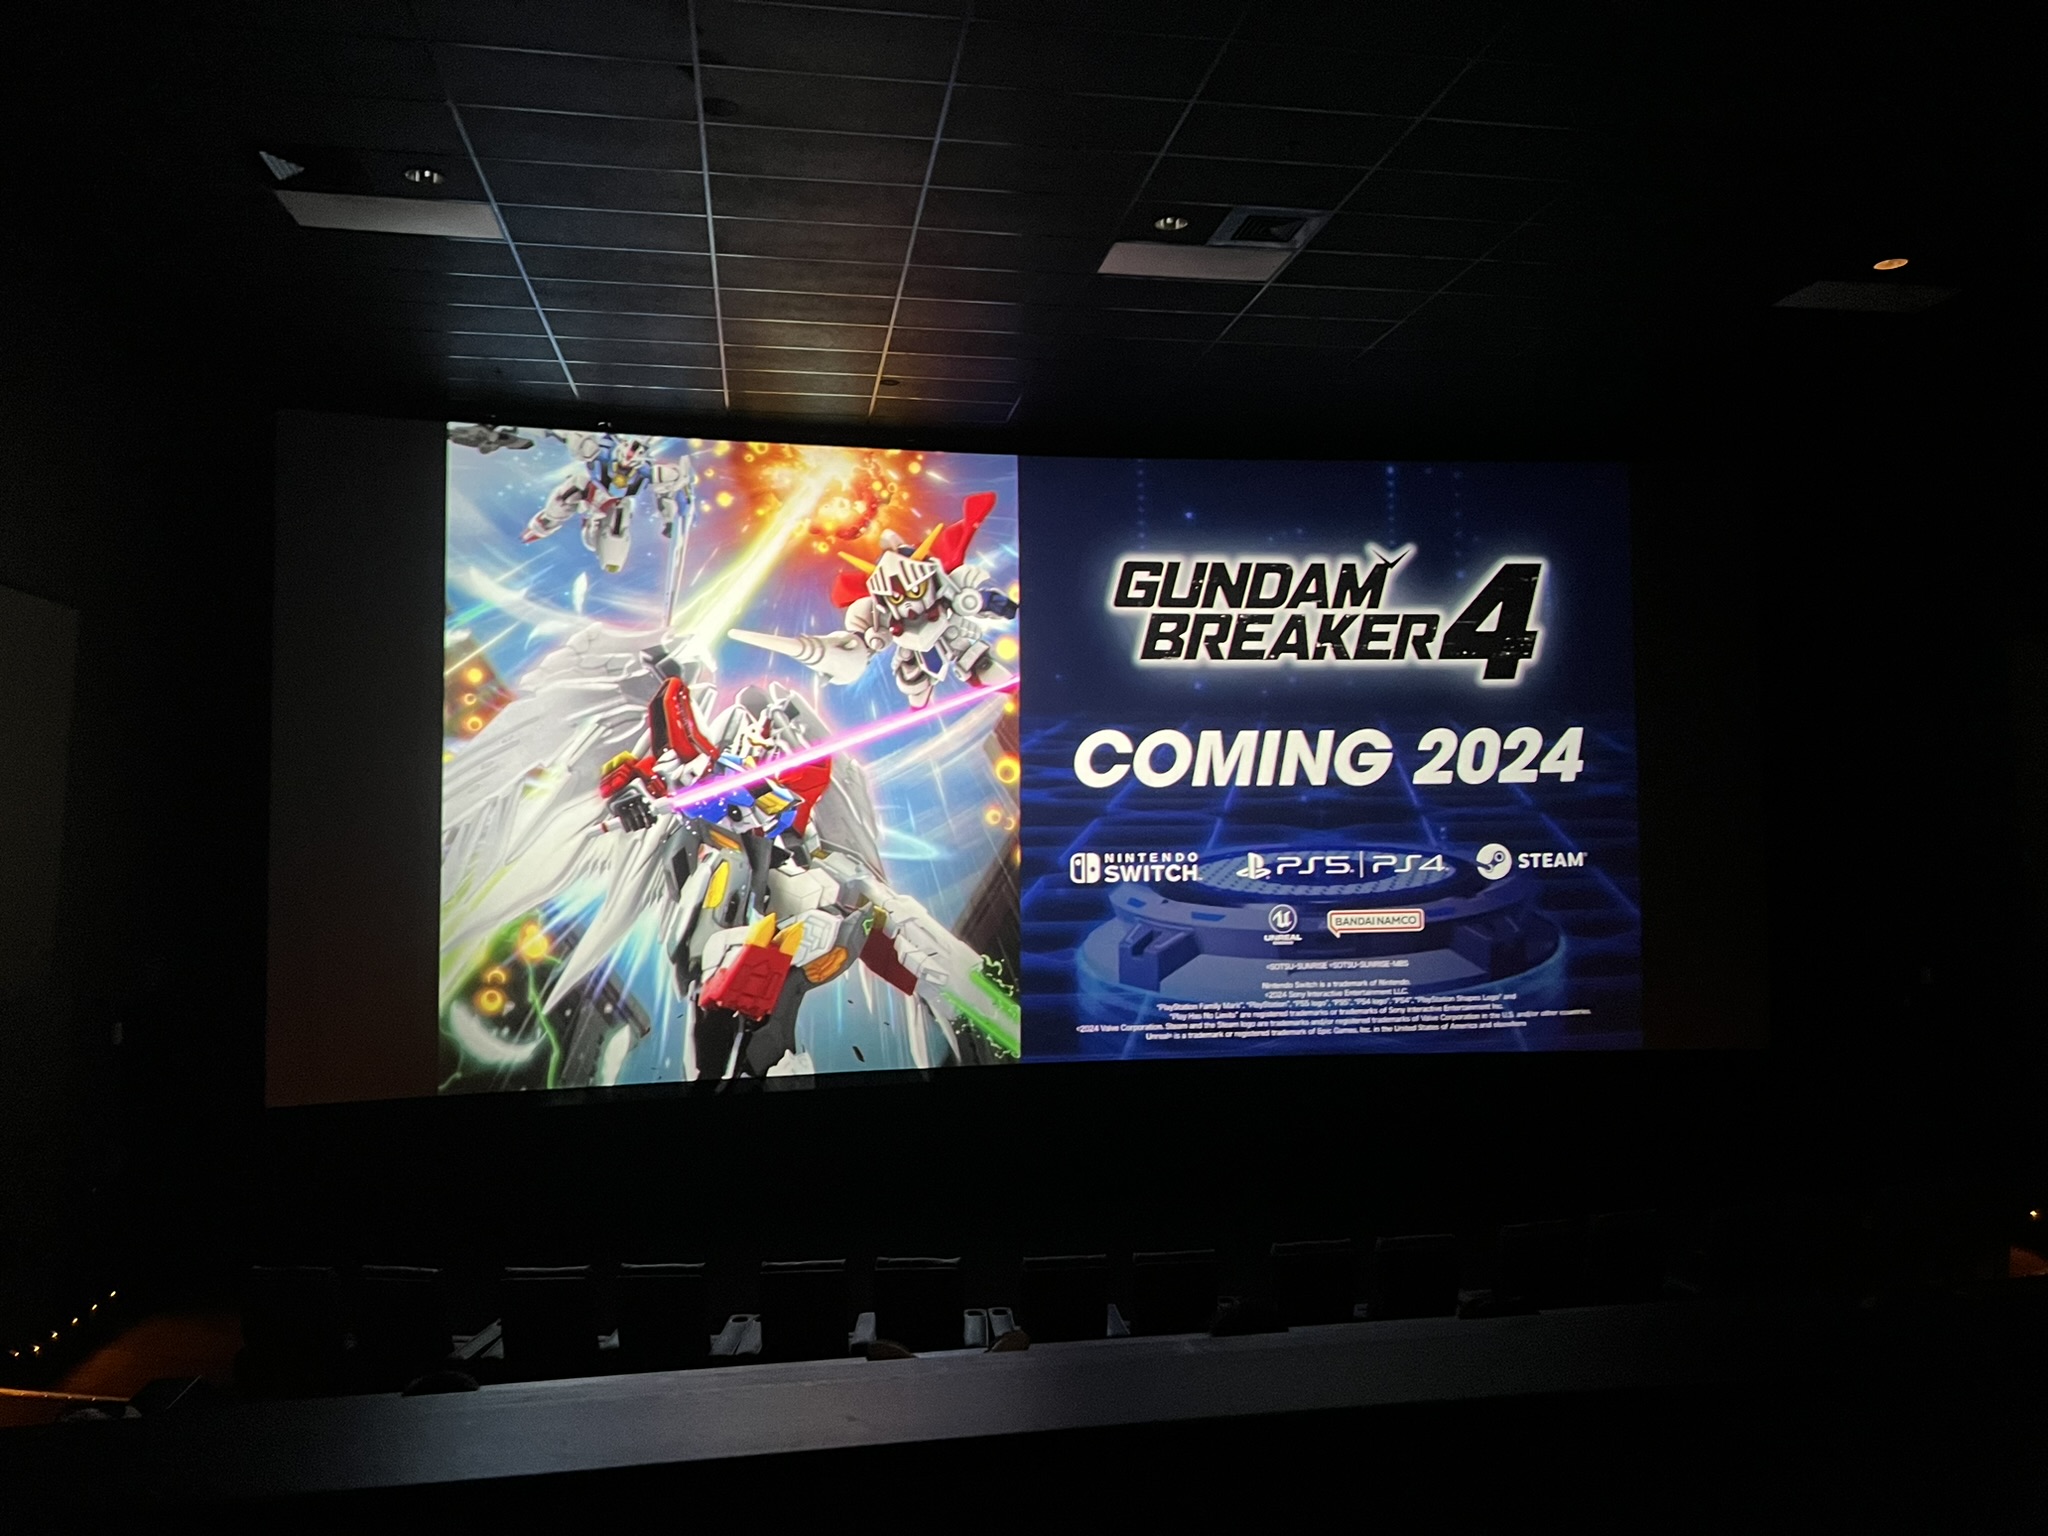 GUNDAM
BREAKER 4
COMING 2024
NINTENDO
SWITCH
PS5 | PS4
STEAM®
UNREAL
BANDAI NAMCO
©SOTSU・SUNRISE ©SOTSU・SUNRISE・MBS
Nintendo Switch is a trademark of Nintendo.
©2024 Sony Interactive Entertainment LLC.
"PlayStation Family Mark", "PlayStation", "PS5 logo", "PS5", "PS4 logo", "PS4", "PlayStation Shapes Logo" and
"Play Has No Limits" are registered trademarks or trademarks of Sony Interactive Entertainment Inc.
©2024 Valve Corporation. Steam and the Steam logo are trademarks and/or registered trademarks of Valve Corporation in the U.S. and/or other countries.
Unreal® is a trademark or registered trademark of Epic Games, Inc. in the United States of America and elsewhere